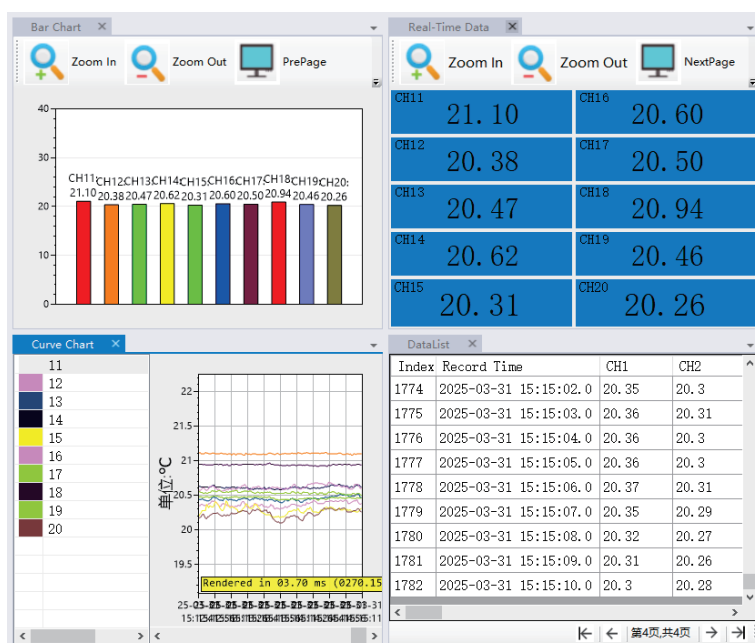 Bar Chart
Zoom In Zoom Out PrePage
40
30
20
10
0
CH11: CH12: CH13: CH14: CH15: CH16: CH17: CH18: CH19: CH20:
21.10 20.38 20.47 20.62 20.31 20.60 20.50 20.94 20.46 20.26
Real-Time Data
Zoom In Zoom Out NextPage
CH11 21.10 CH16 20.60
CH12 20.38 CH17 20.50
CH13 20.47 CH18 20.94
CH14 20.62 CH19 20.46
CH15 20.31 CH20 20.26
Curve Chart
11
12
13
14
15
16
17
18
19
20
单位:°C
22
21.5
21
20.5
20
19.5
Rendered in 03.70 ms (0270.15
DataList
Index Record Time CH1 CH2
1774 2025-03-31 15:15:02.0 20.35 20.3
1775 2025-03-31 15:15:03.0 20.36 20.31
1776 2025-03-31 15:15:04.0 20.36 20.3
1777 2025-03-31 15:15:05.0 20.36 20.3
1778 2025-03-31 15:15:06.0 20.37 20.31
1779 2025-03-31 15:15:07.0 20.35 20.29
1780 2025-03-31 15:15:08.0 20.32 20.27
1781 2025-03-31 15:15:09.0 20.31 20.26
1782 2025-03-31 15:15:10.0 20.3 20.28
第4页,共4页